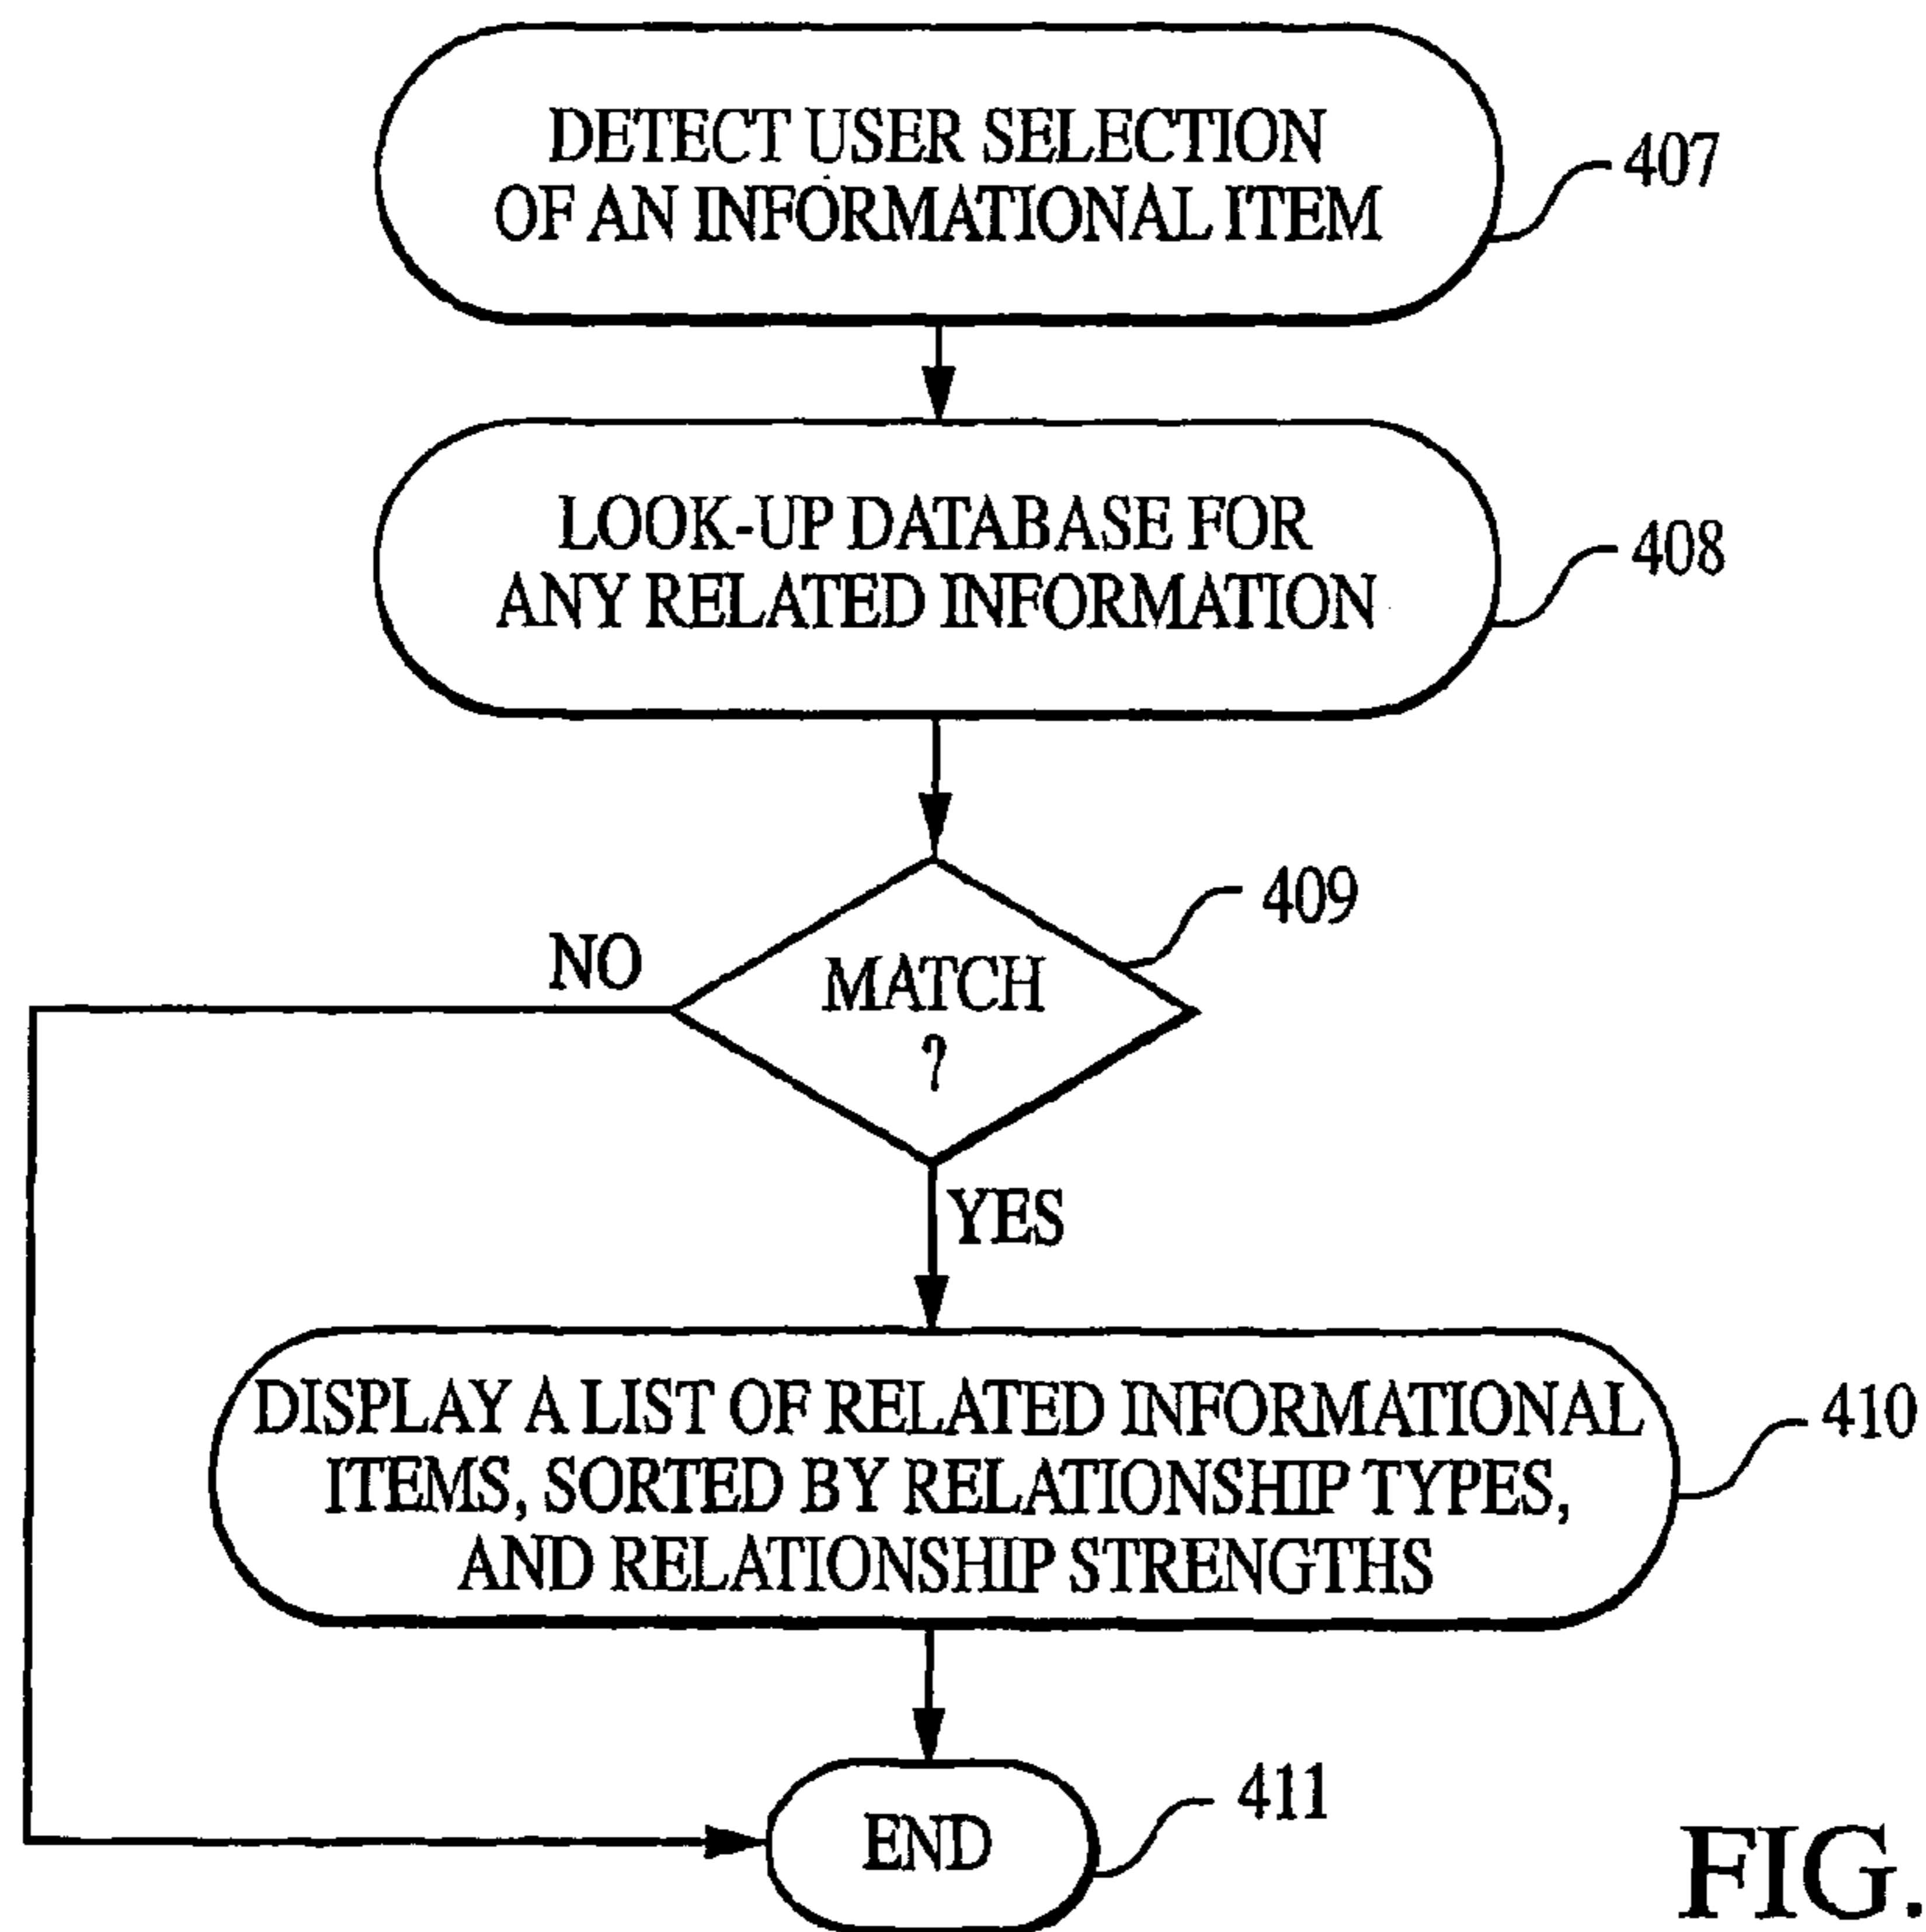 DETECT USER SELECTION
OF AN INFORMATIONAL ITEM
407
LOOK-UP DATABASE FOR
ANY RELATED INFORMATION
408
409
NO
MATCH
?
YES
DISPLAY A LIST OF RELATED INFORMATIONAL
ITEMS, SORTED BY RELATIONSHIP TYPES,
AND RELATIONSHIP STRENGTHS
410
411
END
FIG.